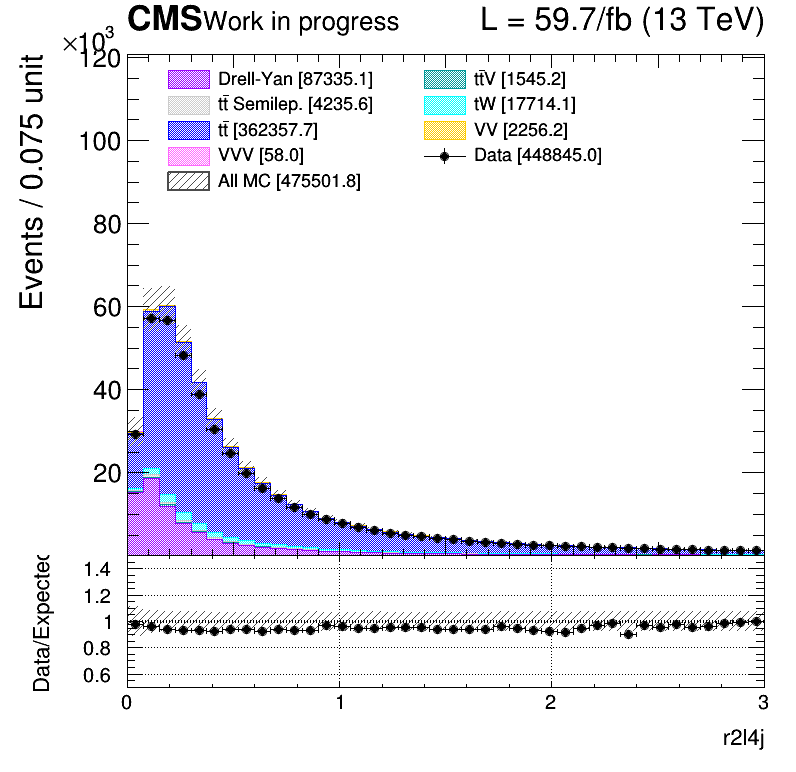 CMS Work in progress L = 59.7/fb (13 TeV)
×10³
Events / 0.075 unit
120
100
80
60
40
20
Drell-Yan [87335.1]
tt̄ Semilep. [4235.6]
tt̄ [362357.7]
VVV [58.0]
All MC [475501.8]
tt̄V [1545.2]
tW [17714.1]
VV [2256.2]
Data [448845.0]
Data/Expected
1.4
1.2
1
0.8
0.6
0 1 2 3
r2l4j